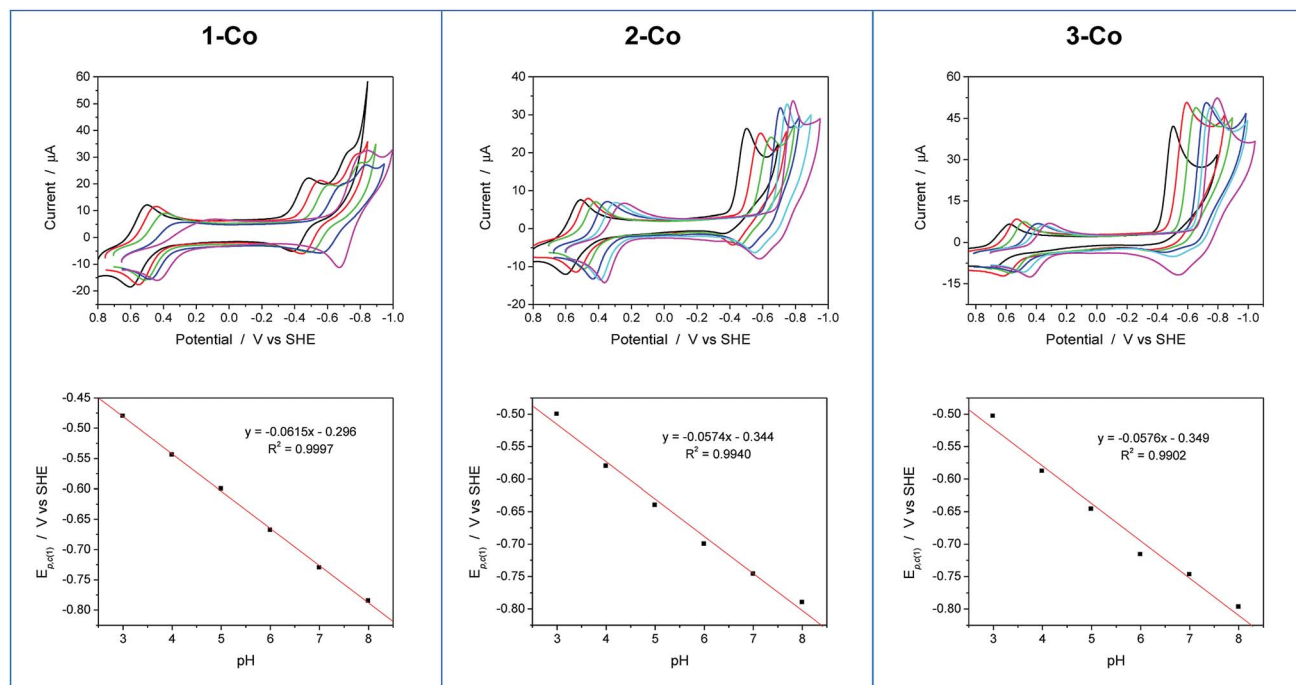 1-Co
2-Co
3-Co
60
50
40
30
20
10
0
-10
-20
Current / µA
0.8 0.6 0.4 0.2 0.0 -0.2 -0.4 -0.6 -0.8 -1.0
Potential / V vs SHE
40
30
20
10
0
-10
-20
Current / µA
0.8 0.6 0.4 0.2 0.0 -0.2 -0.4 -0.6 -0.8 -1.0
Potential / V vs SHE
60
45
30
15
0
-15
Current / µA
0.8 0.6 0.4 0.2 0.0 -0.2 -0.4 -0.6 -0.8 -1.0
Potential / V vs SHE
-0.45
-0.50
-0.55
-0.60
-0.65
-0.70
-0.75
-0.80
E p,c(1) / V vs SHE
y = -0.0615x - 0.296
R² = 0.9997
3 4 5 6 7 8
pH
-0.50
-0.55
-0.60
-0.65
-0.70
-0.75
-0.80
E p,c(1) / V vs SHE
y = -0.0574x - 0.344
R² = 0.9940
3 4 5 6 7 8
pH
-0.50
-0.55
-0.60
-0.65
-0.70
-0.75
-0.80
E p,c(1) / V vs SHE
y = -0.0576x - 0.349
R² = 0.9902
3 4 5 6 7 8
pH